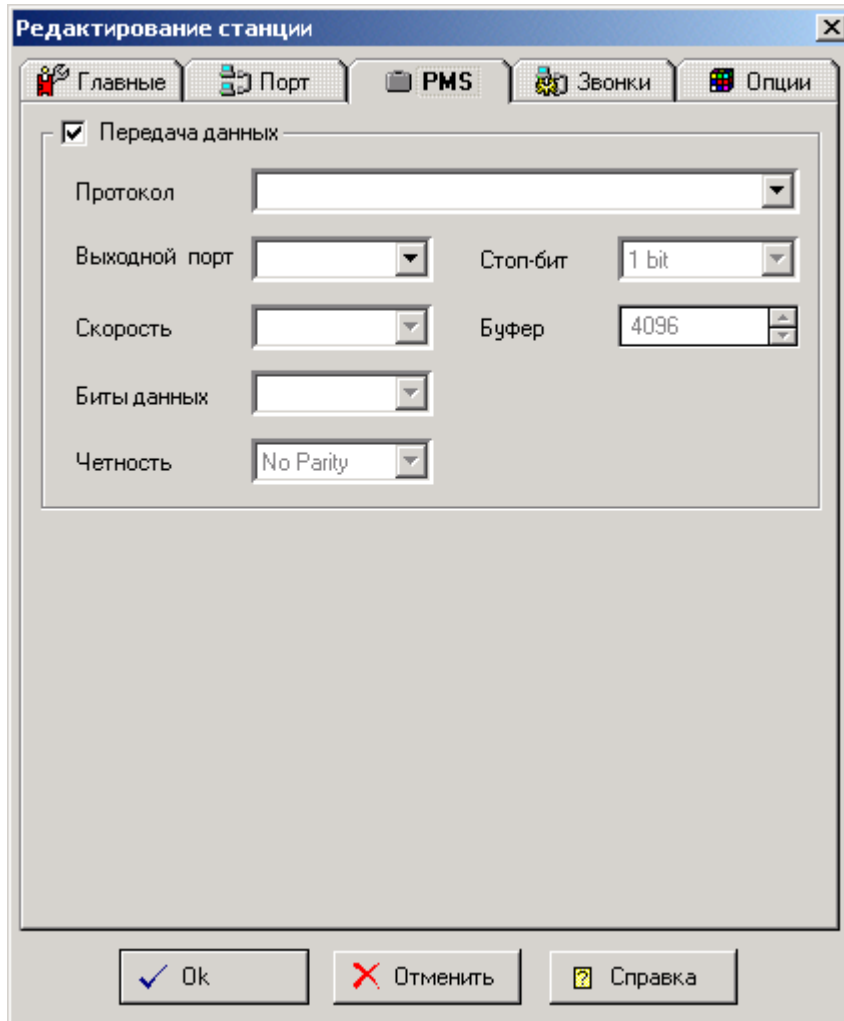 Редактирование станции
Главные Порт PMS Звонки Опции
Передача данных
Протокол
Выходной порт Стоп-бит 1 bit
Скорость Буфер 4096
Биты данных
Четность No Parity
Ok Отменить ? Справка